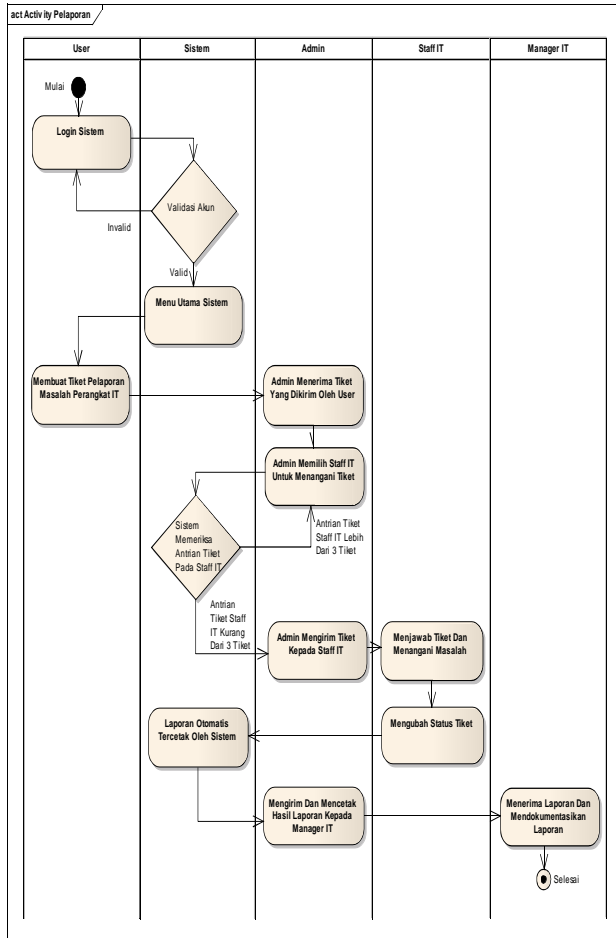 act Activity Pelaporan
User
Sistem
Admin
Staff IT
Manager IT
Mulai
Login Sistem
Validasi Akun
Invalid
Valid
Menu Utama Sistem
Membuat Tiket Pelaporan
Masalah Perangkat IT
Admin Menerima Tiket
Yang Dikirim Oleh User
Admin Memilih Staff IT
Untuk Menangani Tiket
Sistem
Memeriksa
Antrian Tiket
Pada Staff IT
Antrian Tiket
Staff IT Lebih
Dari 3 Tiket
Antrian
Tiket Staff
IT Kurang
Dari 3 Tiket
Admin Mengirim Tiket
Kepada Staff IT
Menjawab Tiket Dan
Menangani Masalah
Mengubah Status Tiket
Laporan Otomatis
Tercetak Oleh Sistem
Mengirim Dan Mencetak
Hasil Laporan Kepada
Manager IT
Menerima Laporan Dan
Mendokumentasikan
Laporan
Selesai